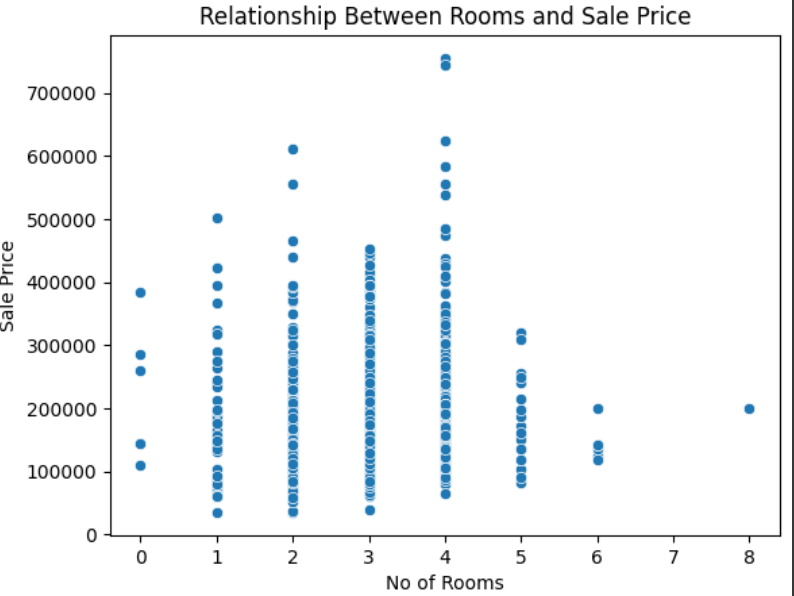 Relationship Between Rooms and Sale Price
Sale Price
700000
600000
500000
400000
300000
200000
100000
0
0 1 2 3 4 5 6 7 8
No of Rooms